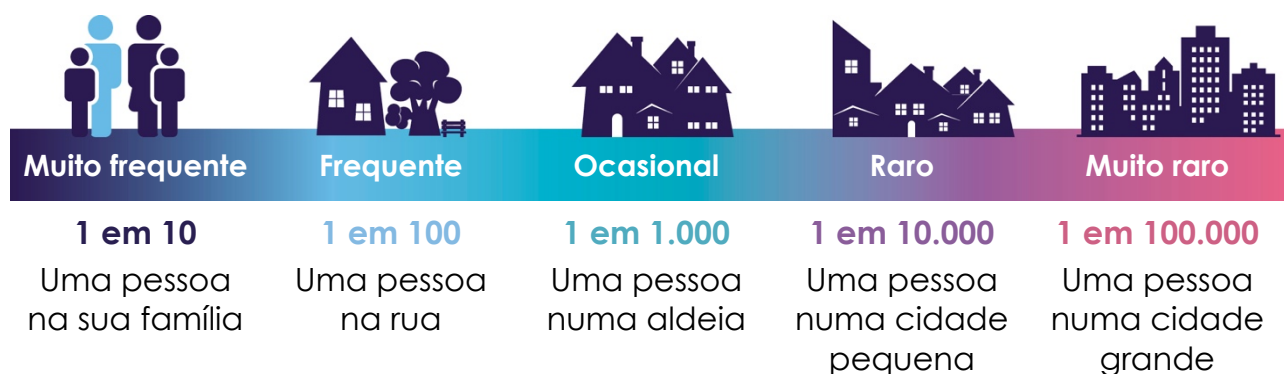 Muito frequente
Frequente
Ocasional
Raro
Muito raro
1 em 10
1 em 100
1 em 1.000
1 em 10.000
1 em 100.000
Uma pessoa
na sua família
Uma pessoa
na rua
Uma pessoa
numa aldeia
Uma pessoa
numa cidade
pequena
Uma pessoa
numa cidade
grande